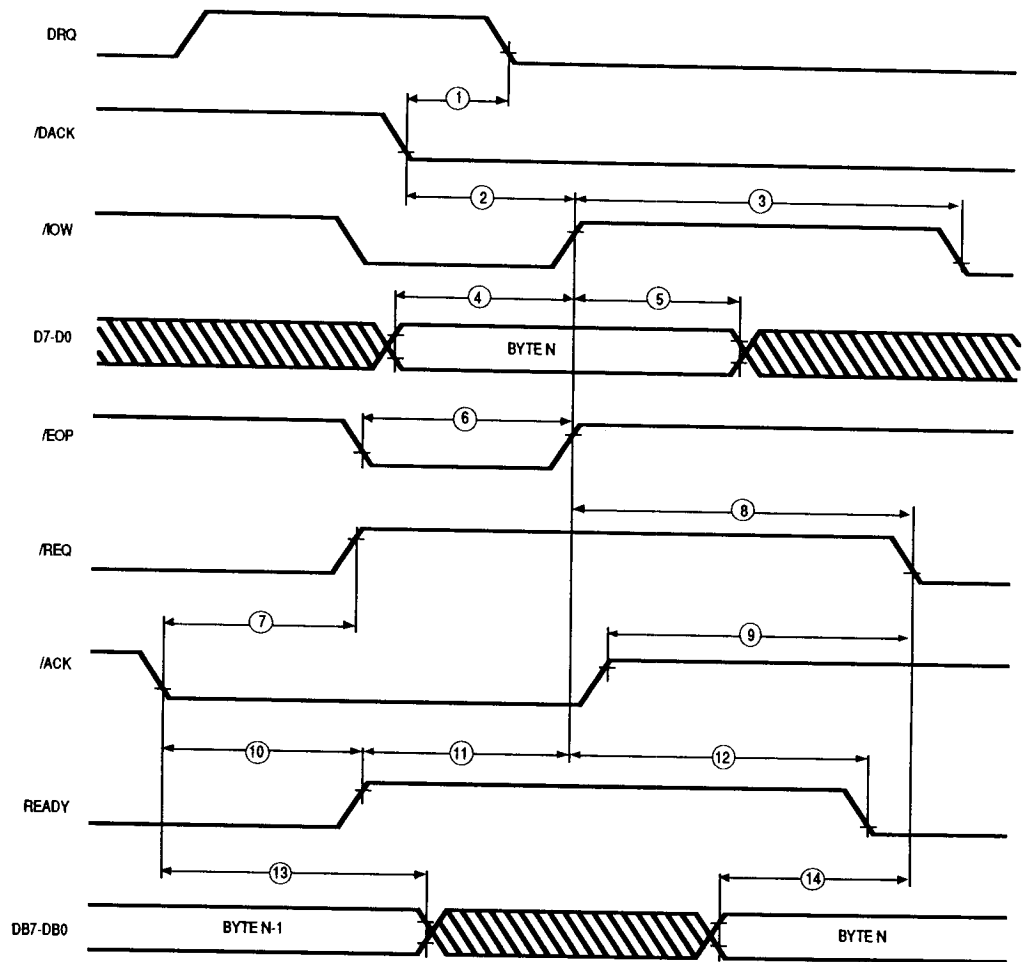 DRQ
1
/DACK
2
3
/IOW
4
5
D7-D0
BYTE N
6
/EOP
8
/REQ
7
9
/ACK
10
11
12
READY
13
14
DB7-DB0
BYTE N-1
BYTE N